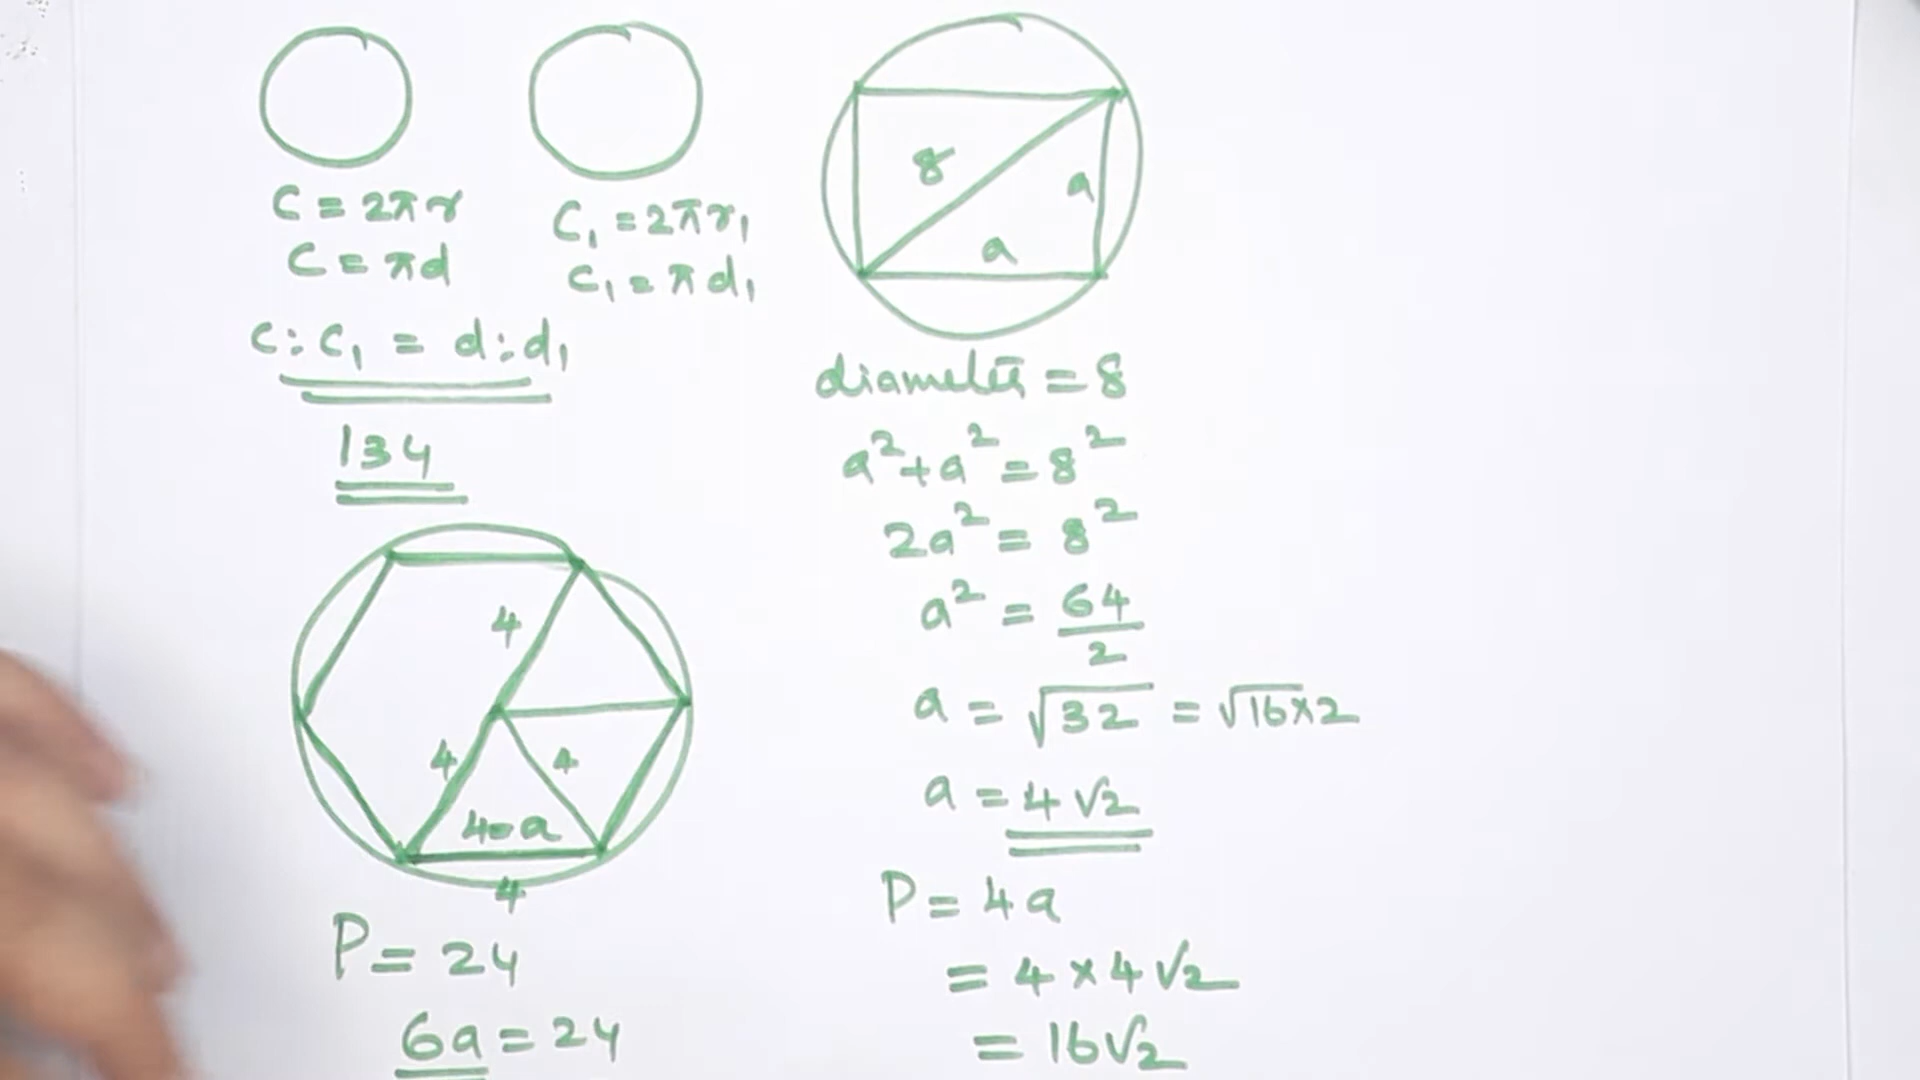 C = 2πr
C = πd
C₁ = 2πr₁
C₁ = πd₁
C : C₁ = d : d₁
134
4
4
4
4 = a
4
P = 24
6a = 24
8
a
a
diameter = 8
a² + a² = 8²
2a² = 8²
a² = 64/2
a = √32 = √16×2
a = 4√2
P = 4a
= 4 × 4√2
= 16√2